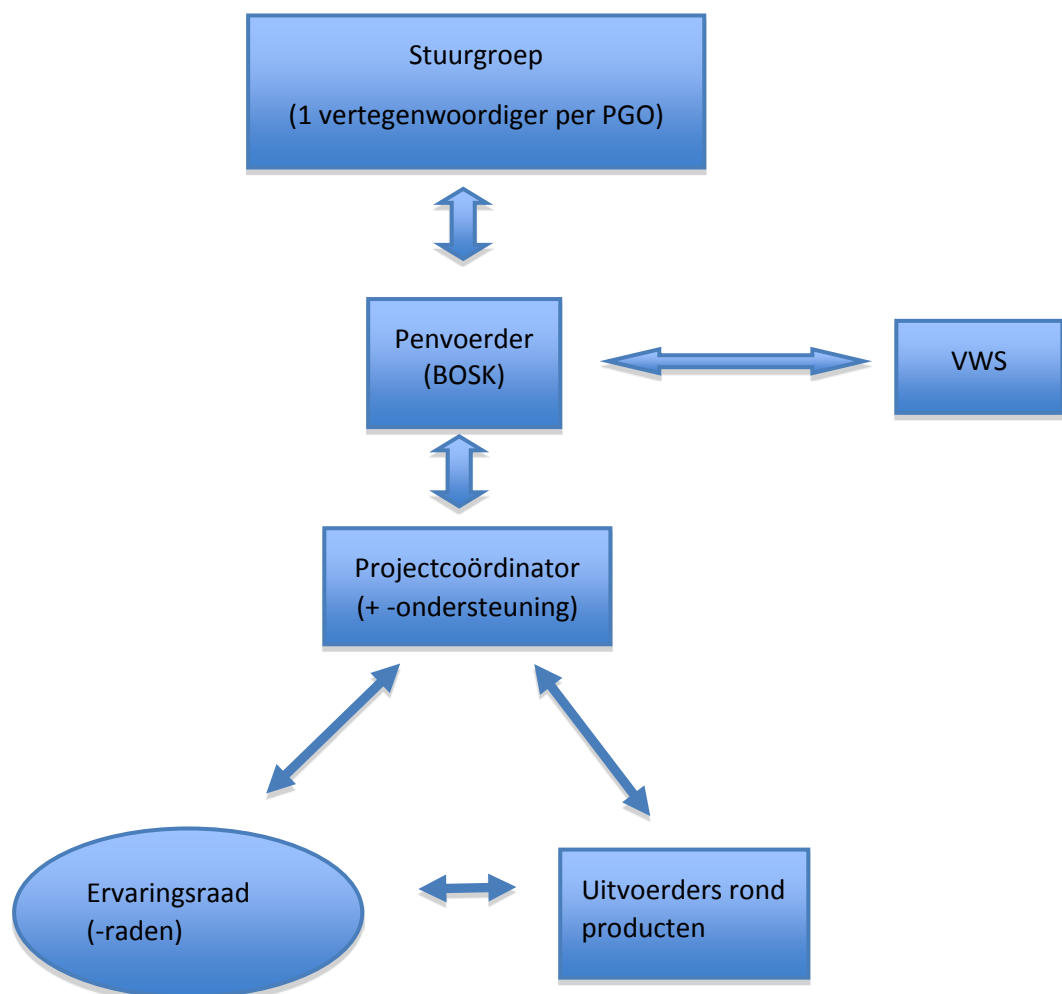 Stuurgroep
(1 vertegenwoordiger per PGO)
Penvoerder
(BOSK)
VWS
Projectcoördinator
(+ -ondersteuning)
Ervaringsraad
(-raden)
Uitvoerders rond
producten